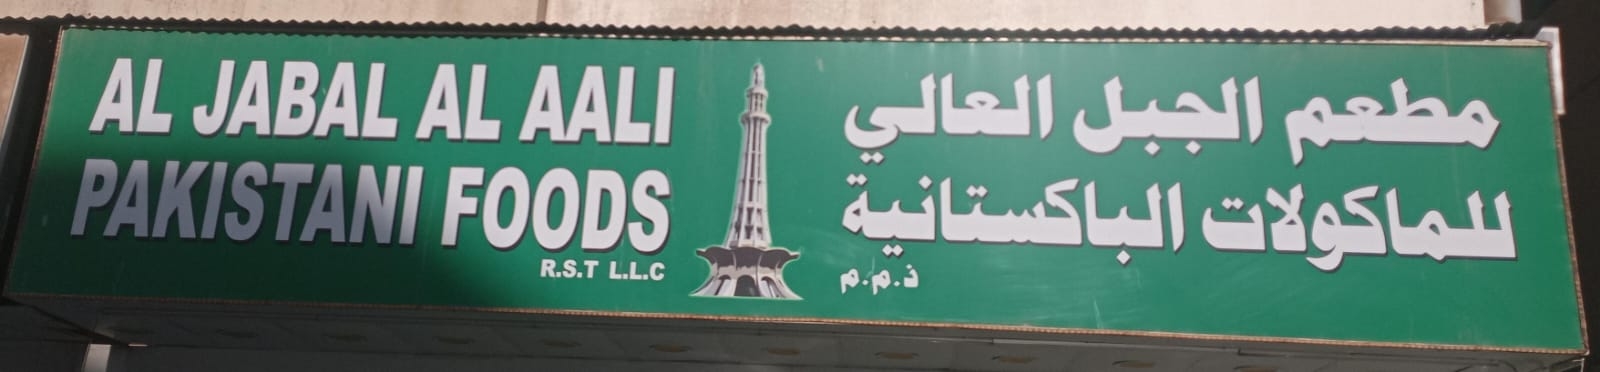 AL JABAL AL AALI
PAKISTANI FOODS
R.S.T L.L.C
مطعم الجبل العالي
للماكولات الباكستانية
ذ.م.م